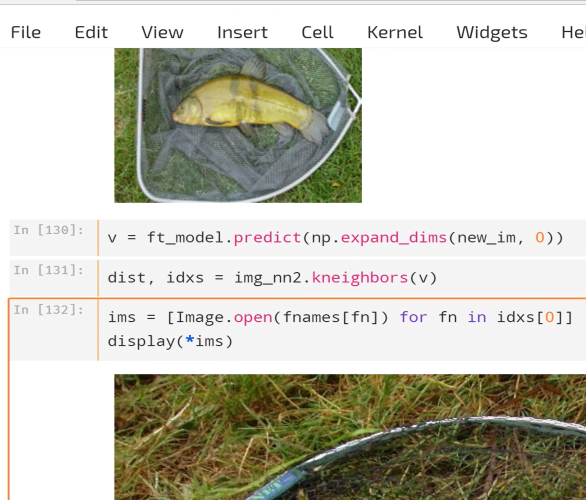 File Edit View Insert Cell Kernel Widgets
In [130]: v = ft_model.predict(np.expand_dims(new_im, 0))
In [131]: dist, idxs = img_nn2.kneighbors(v)
In [132]: ims = [Image.open(fnames[fn]) for fn in idxs[0]]
display(*ims)